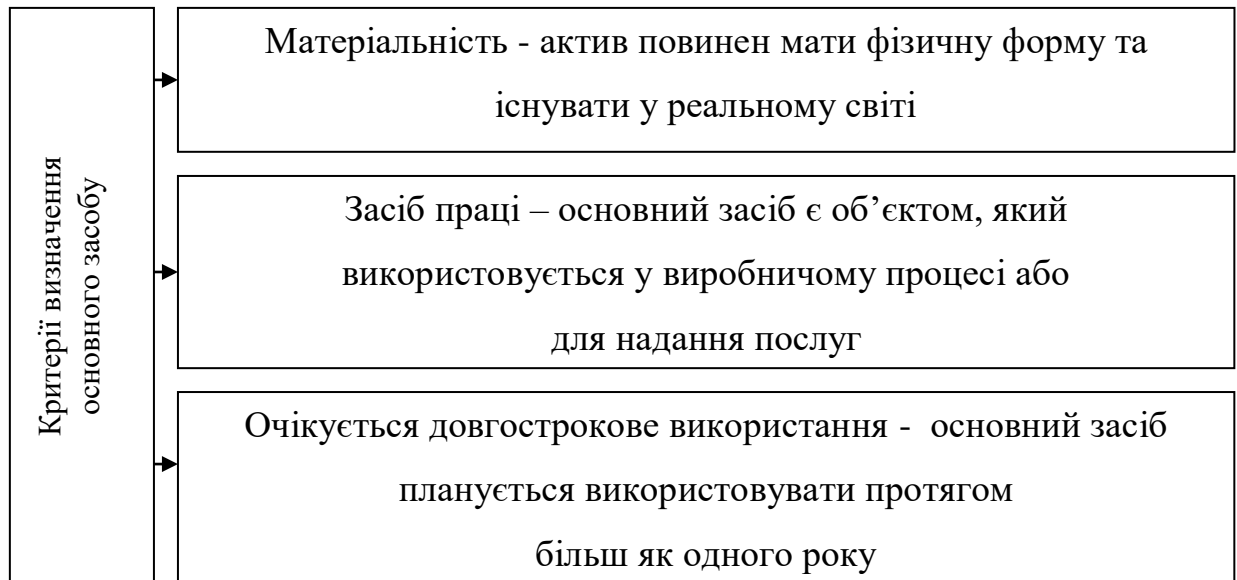 Критерії визначення
основного засобу
Матеріальність - актив повинен мати фізичну форму та
існувати у реальному світі
Засіб праці – основний засіб є об’єктом, який
використовується у виробничому процесі або
для надання послуг
Очікується довгострокове використання -  основний засіб
планується використовувати протягом
більш як одного року